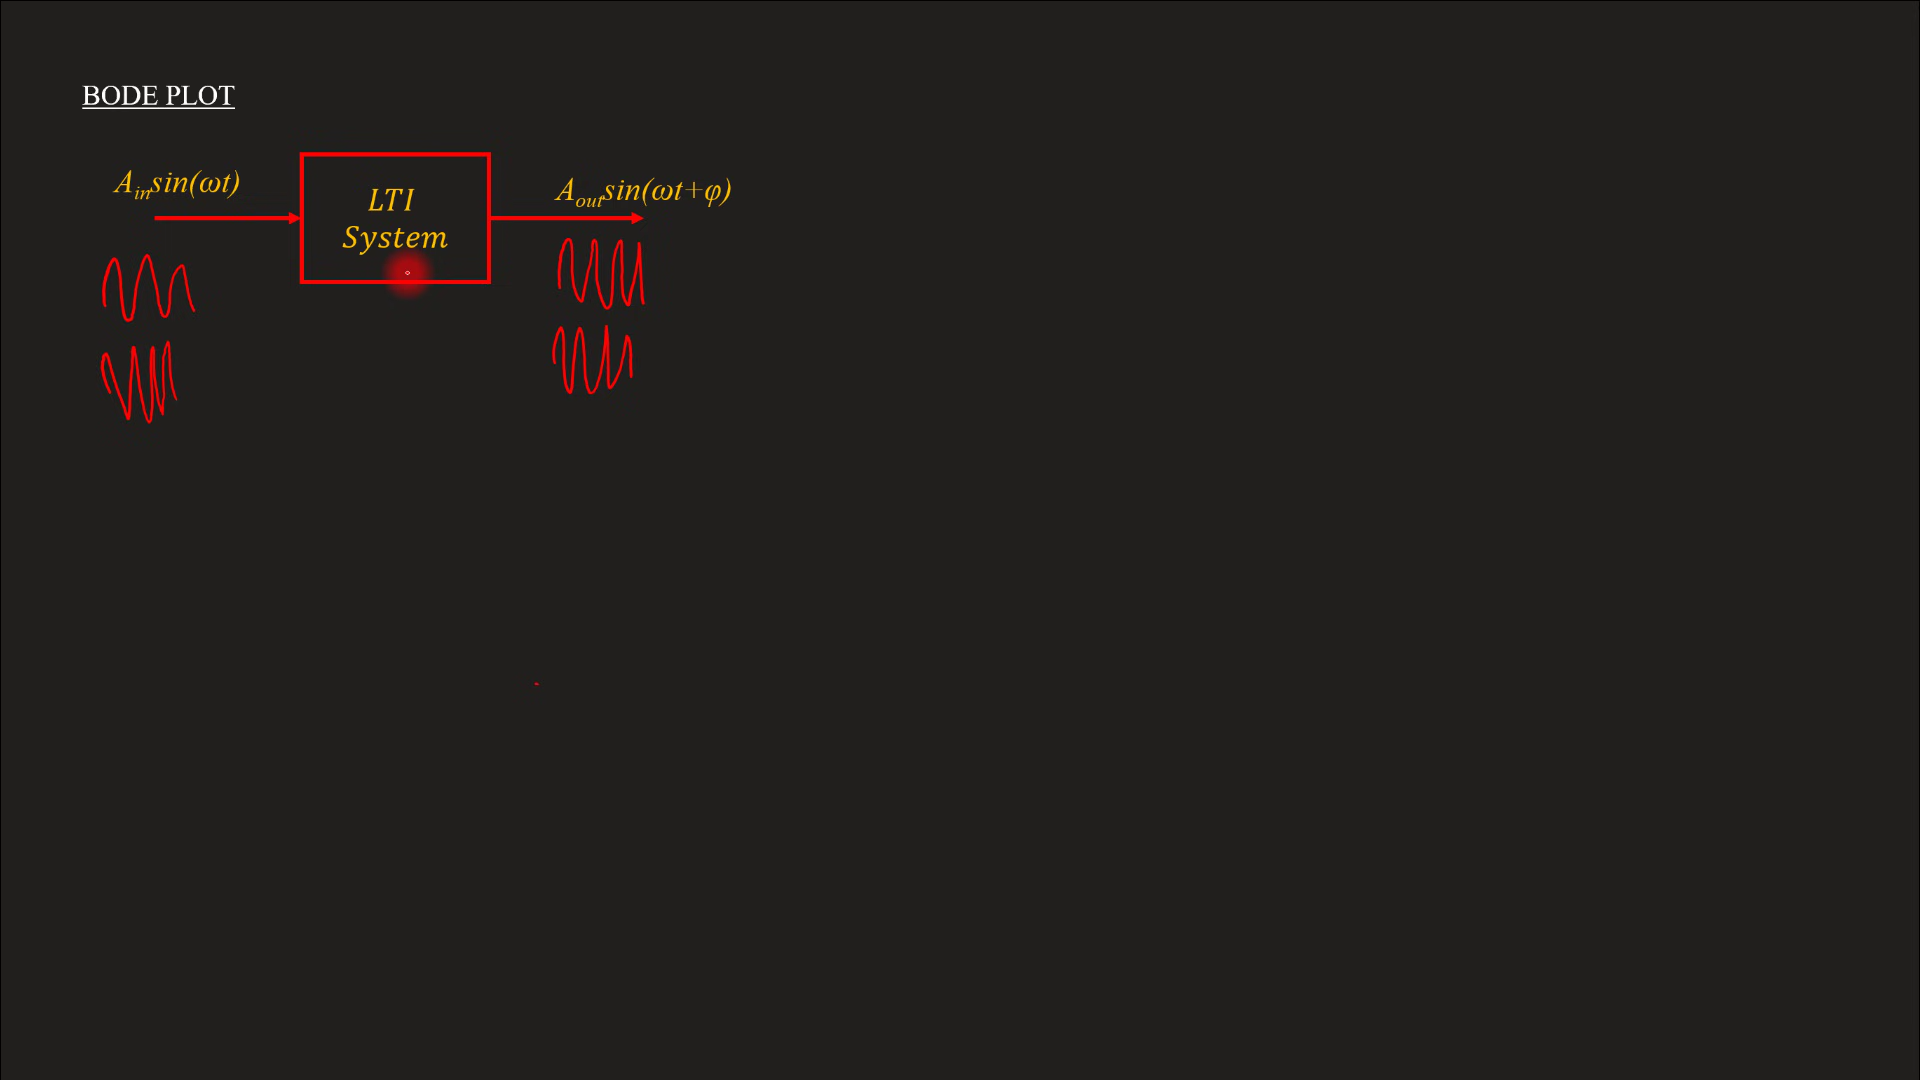 BODE PLOT
A_in sin(ωt)
LTI
System
A_out sin(ωt+φ)